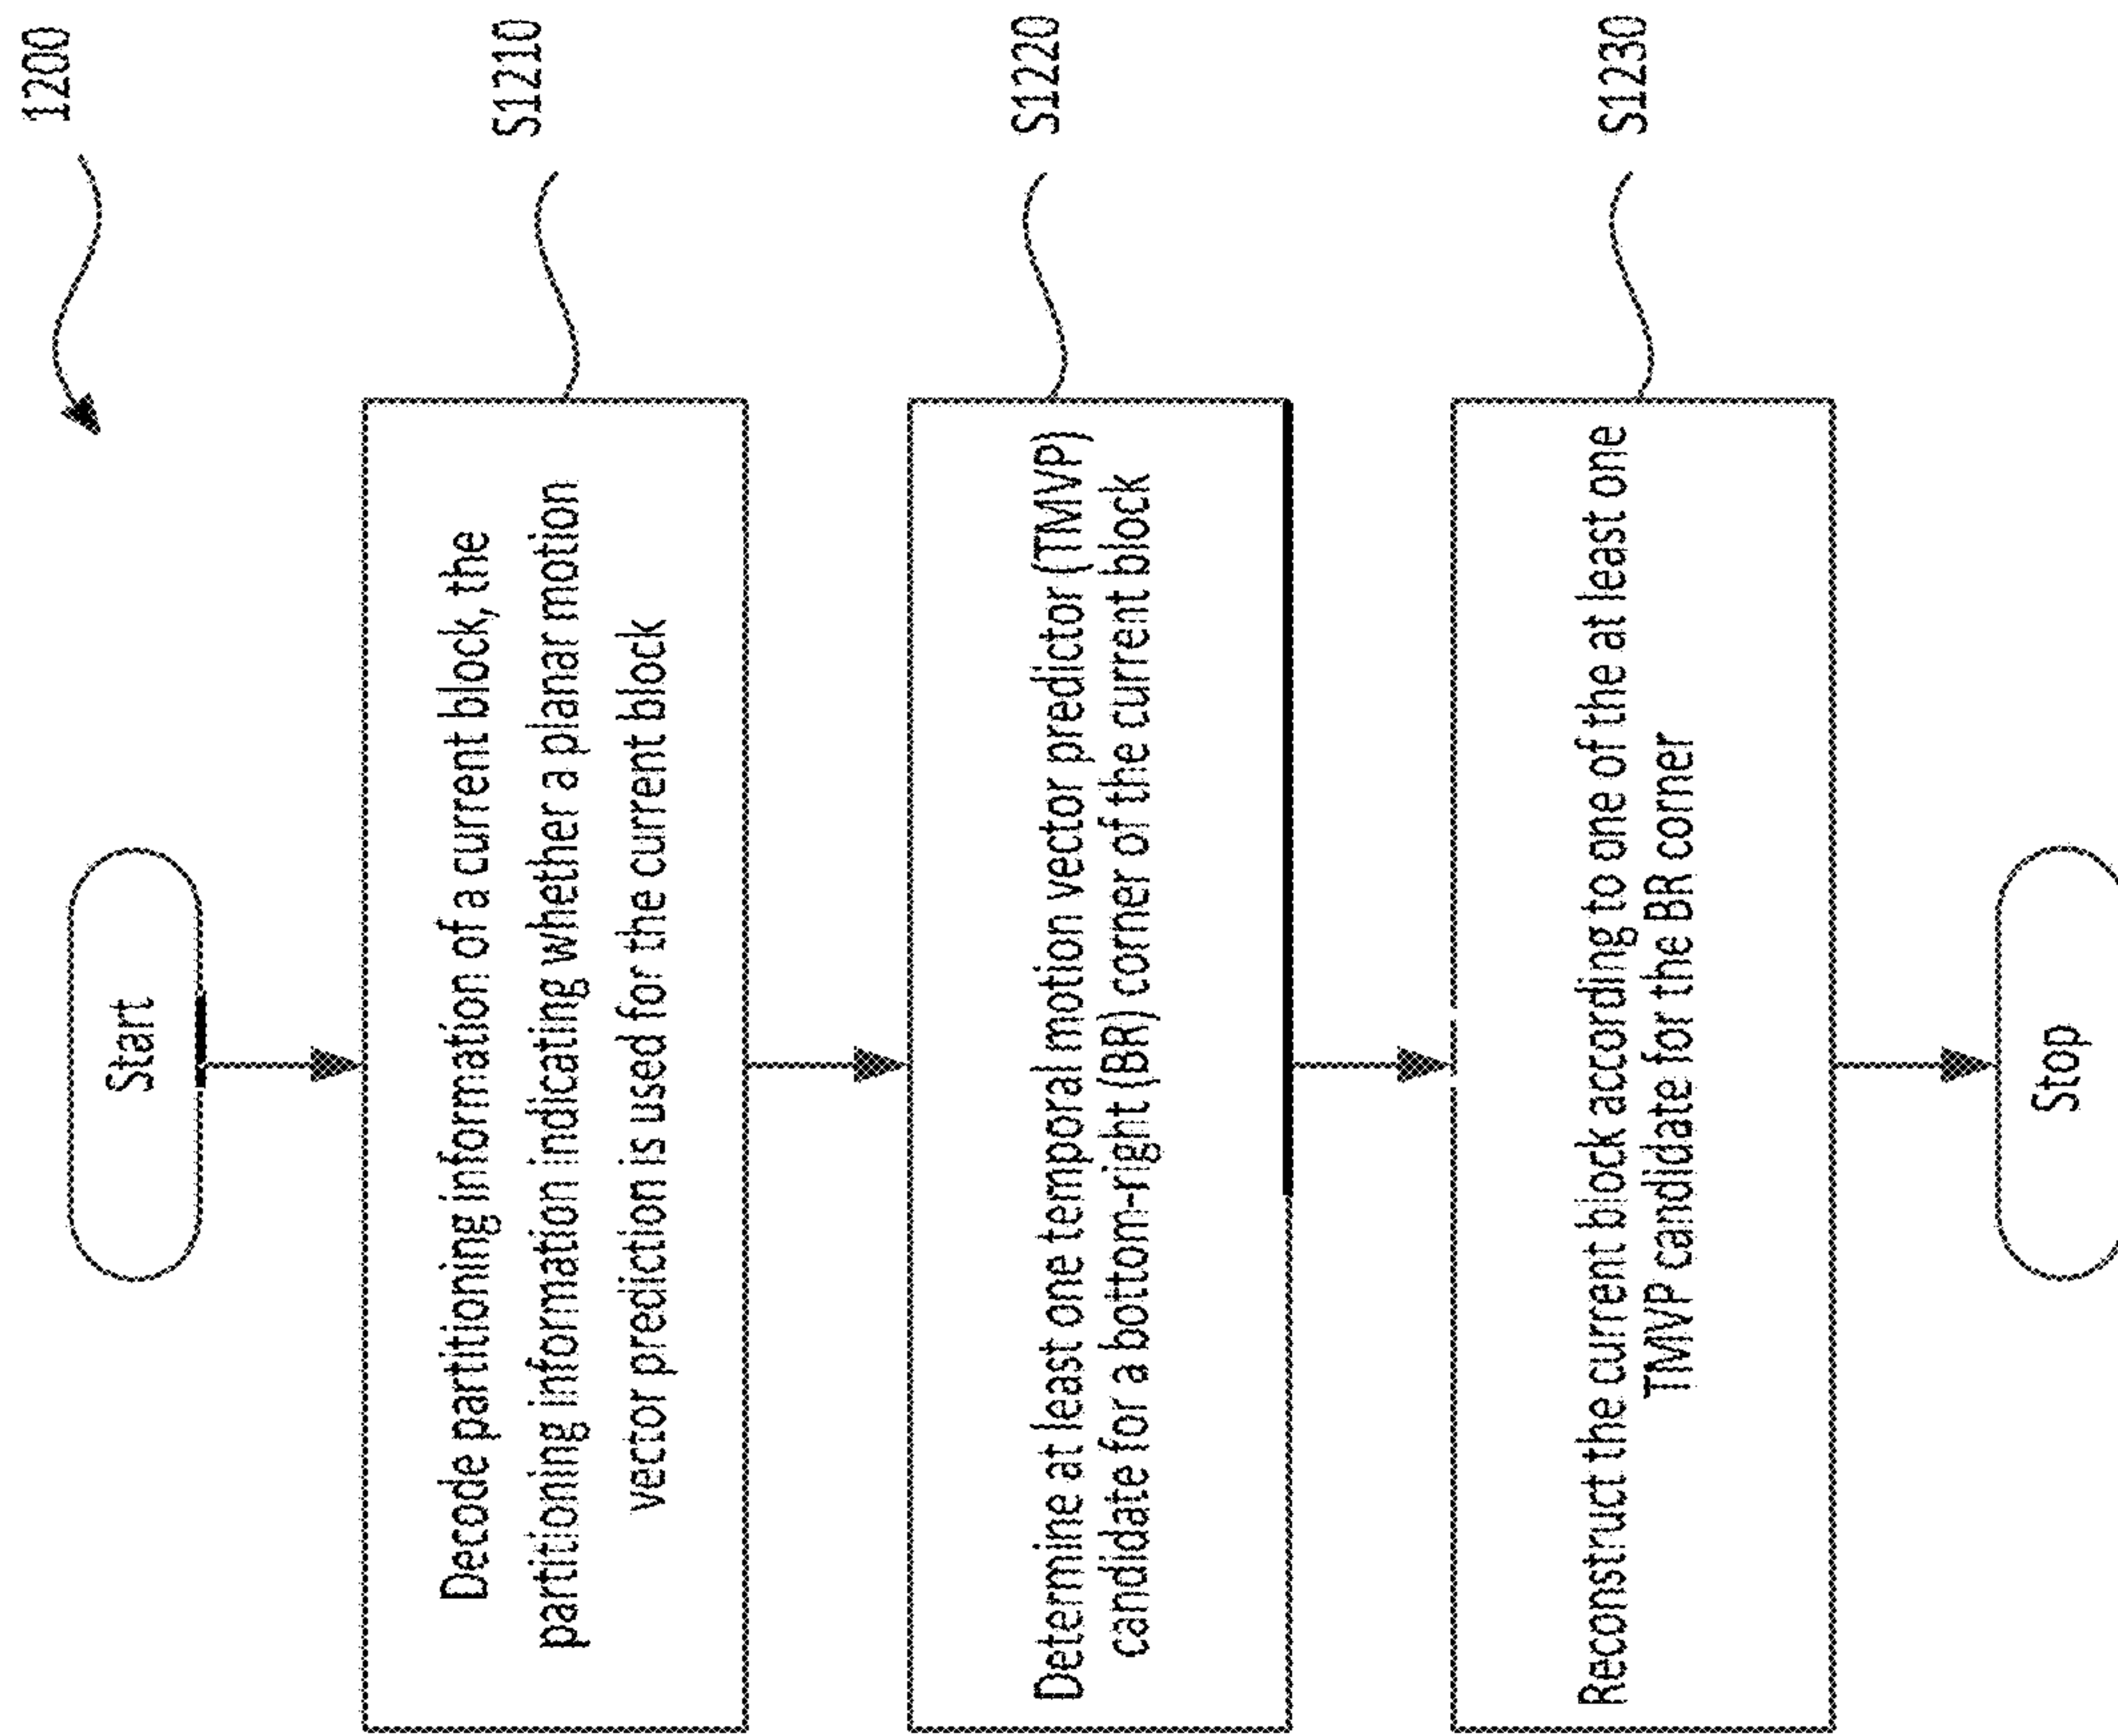 1200
Start
Decode partitioning information of a current block, the
partitioning information indicating whether a planar motion
vector prediction is used for the current block
S1210
Determine at least one temporal motion vector predictor (TMVP)
candidate for a bottom-right (BR) corner of the current block
S1220
Reconstruct the current block according to one of the at least one
TMVP candidate for the BR corner
S1230
Stop